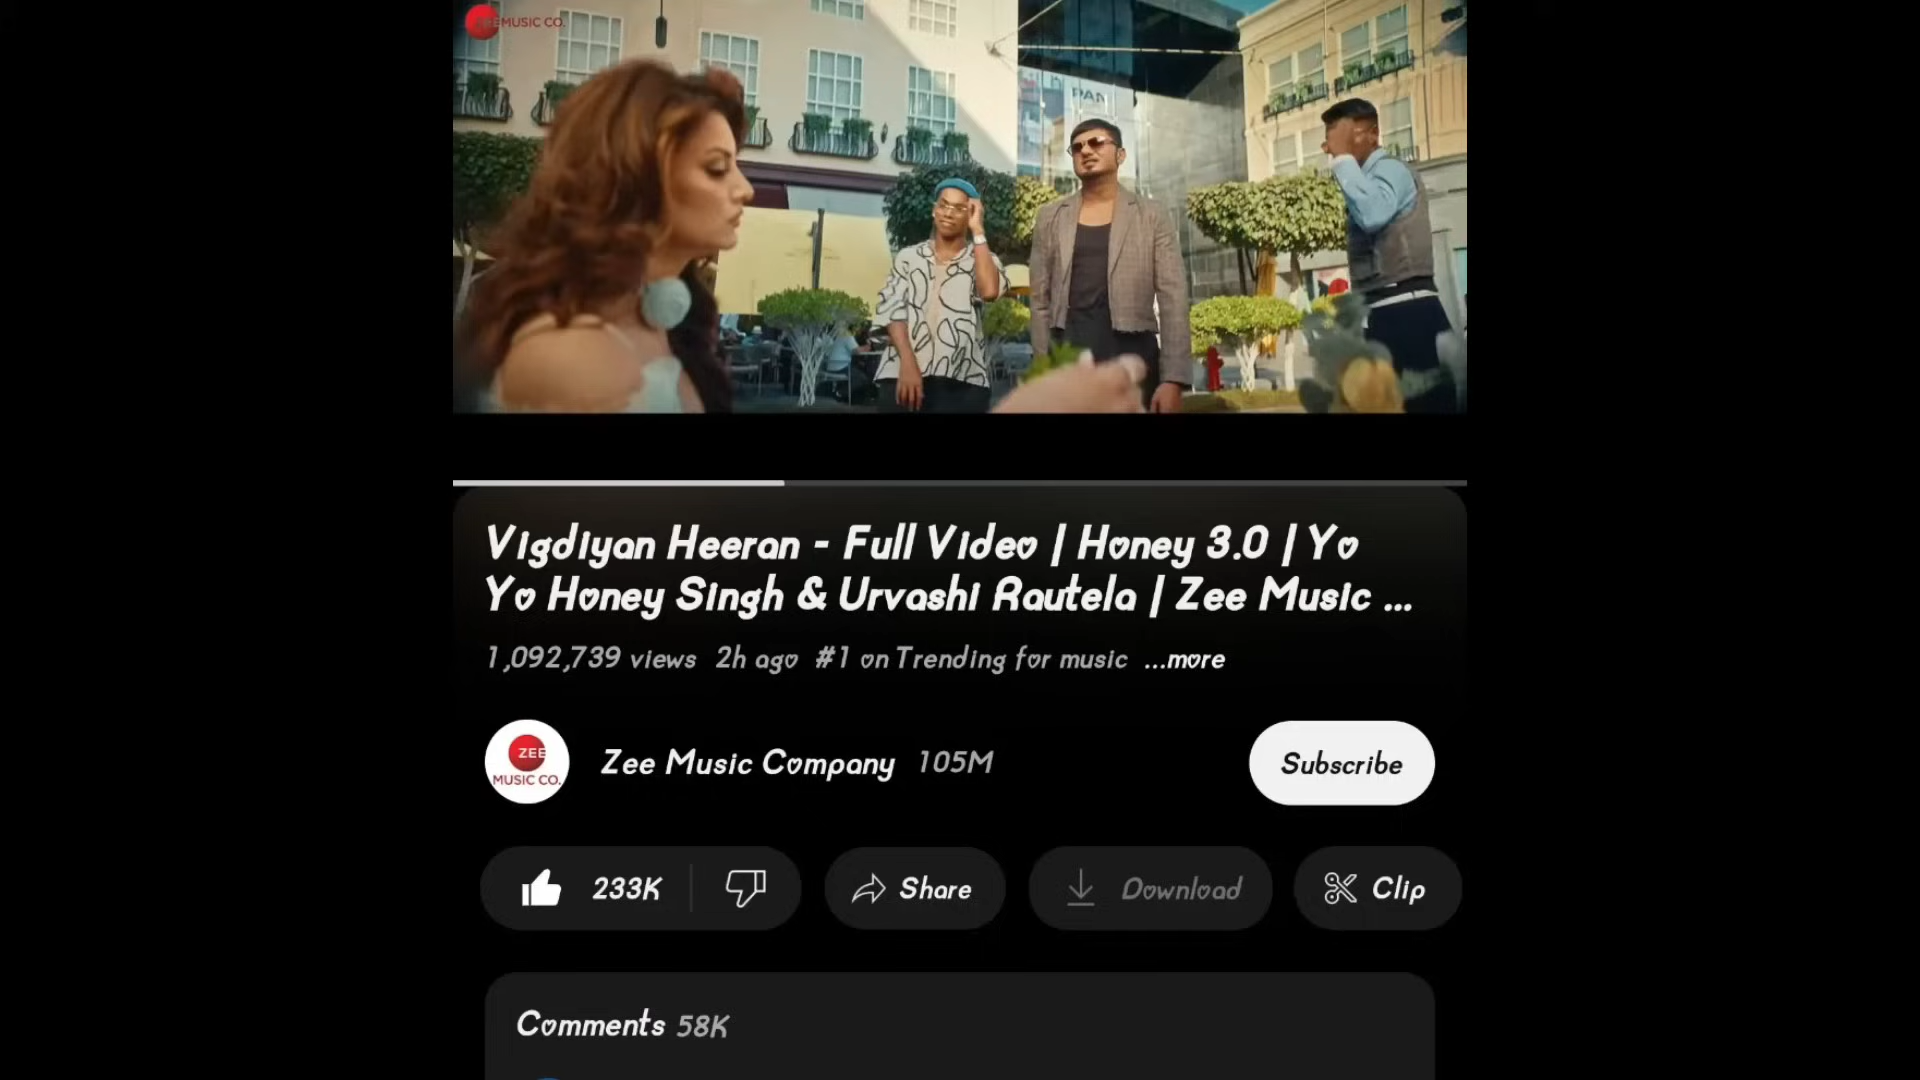 ZEE MUSIC CO.
PAN
Vigdiyan Heeran - Full Video | Honey 3.0 | Yo
Yo Honey Singh & Urvashi Rautela | Zee Music ...
1,092,739 views 2h ago #1 on Trending for music ...more
ZEE
MUSIC CO.
Zee Music Company 105M
Subscribe
233K
Share
Download
Clip
Comments 58K